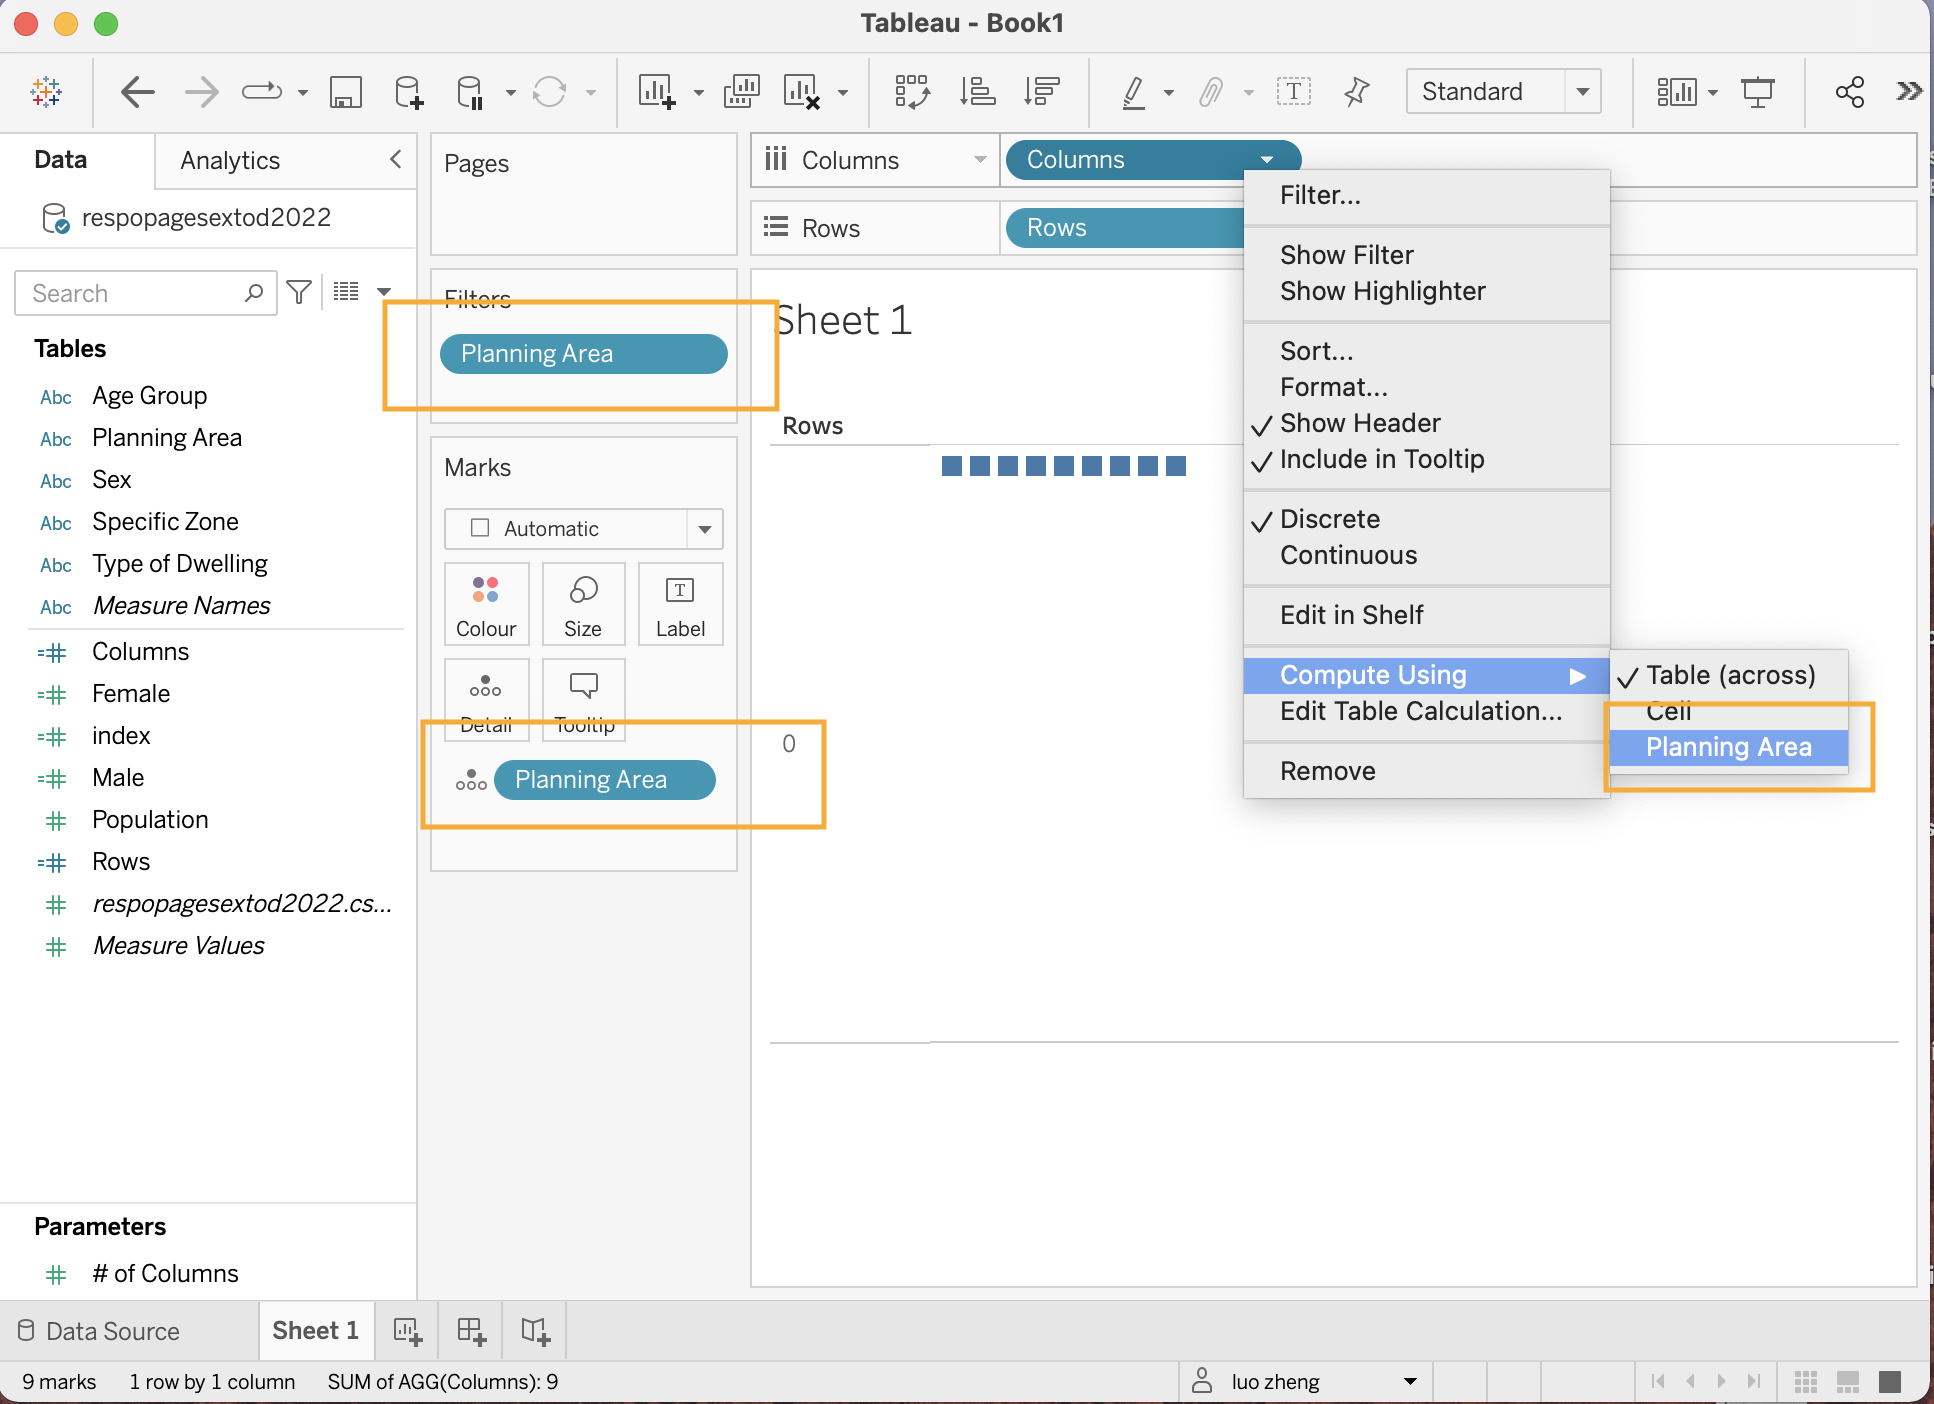 Tableau - Book1
Standard
Data
Analytics
respopagesextod2022
Search
Tables
Abc Age Group
Abc Planning Area
Abc Sex
Abc Specific Zone
Abc Type of Dwelling
Abc Measure Names
Columns
Female
index
Male
Population
Rows
respopagesextod2022.cs...
Measure Values
Parameters
# of Columns
Pages
Filters
Planning Area
Marks
Automatic
Colour Size T Label
Detail Tooltip
Planning Area
Columns Columns
Rows Rows
Sheet 1
Rows
0
Filter...
Show Filter
Show Highlighter
Sort...
Format...
Show Header
Include in Tooltip
Discrete
Continuous
Edit in Shelf
Compute Using
Edit Table Calculation...
Remove
Table (across)
Cell
Planning Area
Data Source
Sheet 1
9 marks 1 row by 1 column SUM of AGG(Columns): 9
luo zheng